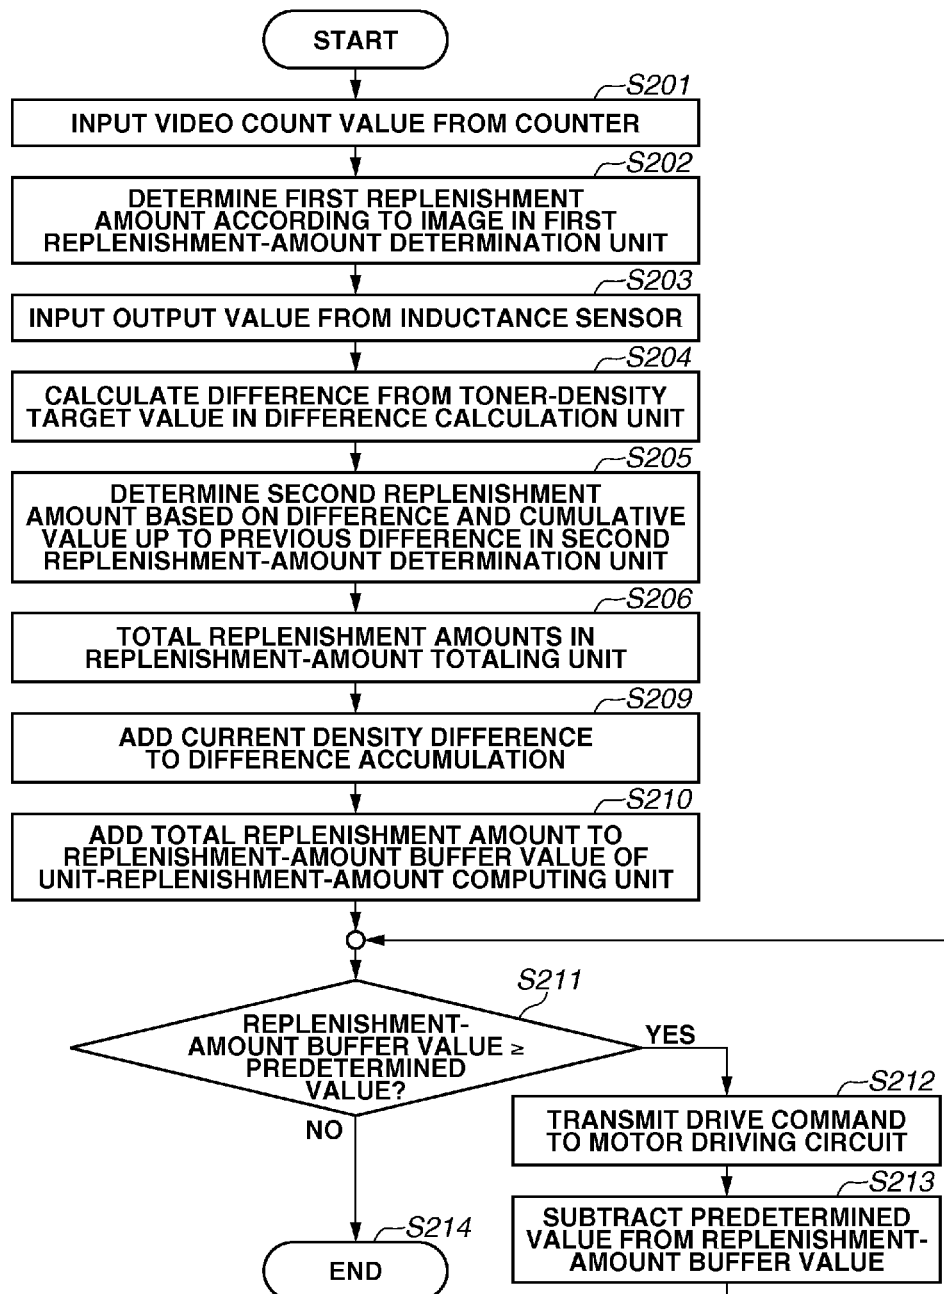 START
S201
INPUT VIDEO COUNT VALUE FROM COUNTER
S202
DETERMINE FIRST REPLENISHMENT
AMOUNT ACCORDING TO IMAGE IN FIRST
REPLENISHMENT-AMOUNT DETERMINATION UNIT
S203
INPUT OUTPUT VALUE FROM INDUCTANCE SENSOR
S204
CALCULATE DIFFERENCE FROM TONER-DENSITY
TARGET VALUE IN DIFFERENCE CALCULATION UNIT
S205
DETERMINE SECOND REPLENISHMENT
AMOUNT BASED ON DIFFERENCE AND CUMULATIVE
VALUE UP TO PREVIOUS DIFFERENCE IN SECOND
REPLENISHMENT-AMOUNT DETERMINATION UNIT
S206
TOTAL REPLENISHMENT AMOUNTS IN
REPLENISHMENT-AMOUNT TOTALING UNIT
S209
ADD CURRENT DENSITY DIFFERENCE
TO DIFFERENCE ACCUMULATION
S210
ADD TOTAL REPLENISHMENT AMOUNT TO
REPLENISHMENT-AMOUNT BUFFER VALUE OF
UNIT-REPLENISHMENT-AMOUNT COMPUTING UNIT
S211
REPLENISHMENT-
AMOUNT BUFFER VALUE ≥
PREDETERMINED
VALUE?
YES
NO
S212
TRANSMIT DRIVE COMMAND
TO MOTOR DRIVING CIRCUIT
S213
SUBTRACT PREDETERMINED
VALUE FROM REPLENISHMENT-
AMOUNT BUFFER VALUE
S214
END